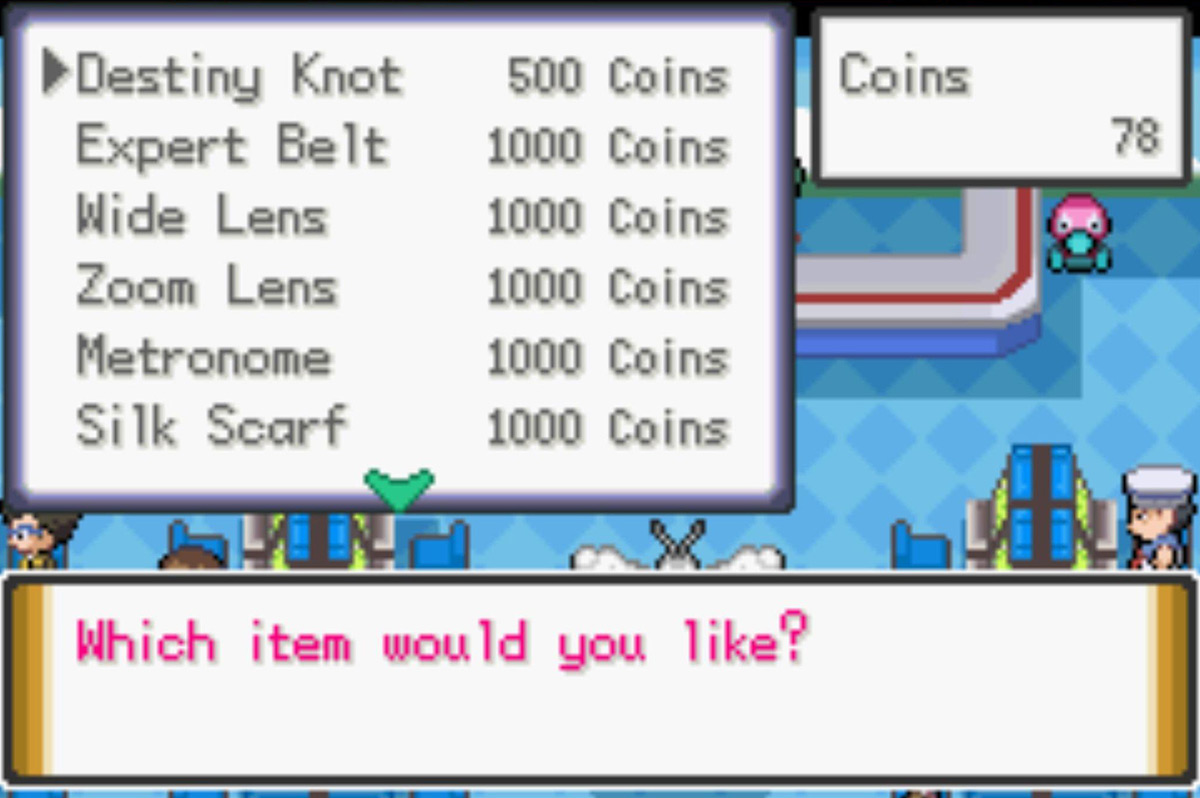 Destiny Knot 500 Coins
Expert Belt 1000 Coins
Wide Lens 1000 Coins
Zoom Lens 1000 Coins
Metronome 1000 Coins
Silk Scarf 1000 Coins
Coins
78
Which item would you like?